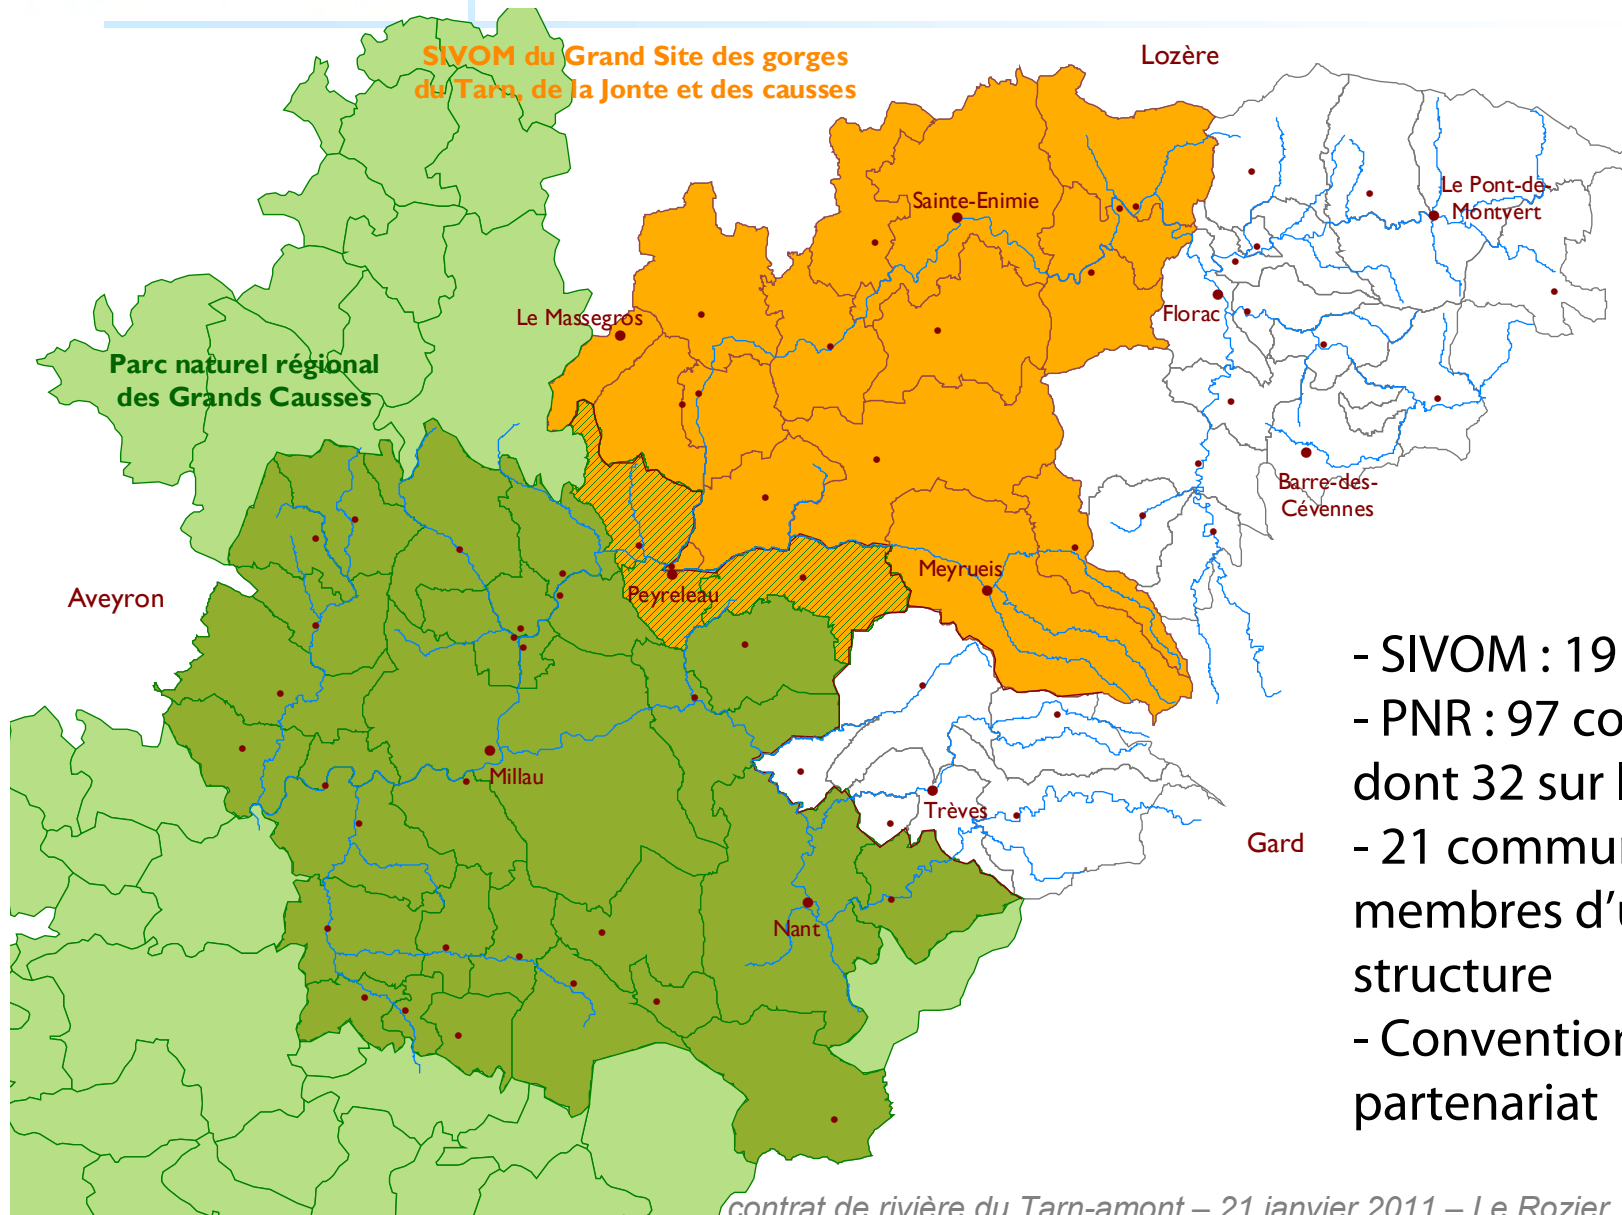 SIVOM du Grand Site des gorges
du Tarn, de la Jonte et des causses
Lozère
Sainte-Enimie
Le Pont-de-
Montvert
Le Massegros
Florac
Parc naturel régional
des Grands Causses
Barre-des-
Cévennes
Meyrueis
Peyreleau
Aveyron
Millau
Trèves
Gard
Nant
- SIVOM : 19
- PNR : 97 co
dont 32 sur
- 21 commu
membres d'u
structure
- Convention
partenariat
contrat de rivière du Tarn-amont – 21 janvier 2011 – Le Rozier